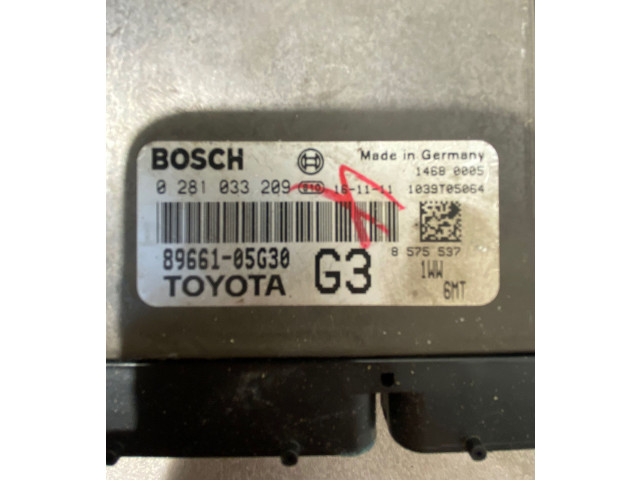 BOSCH Made in Germany
1468 0005
0 281 033 209 610 16-11-11 1039T05064
89661-05G30 G3 8 575 537
TOYOTA 1WW
6MT